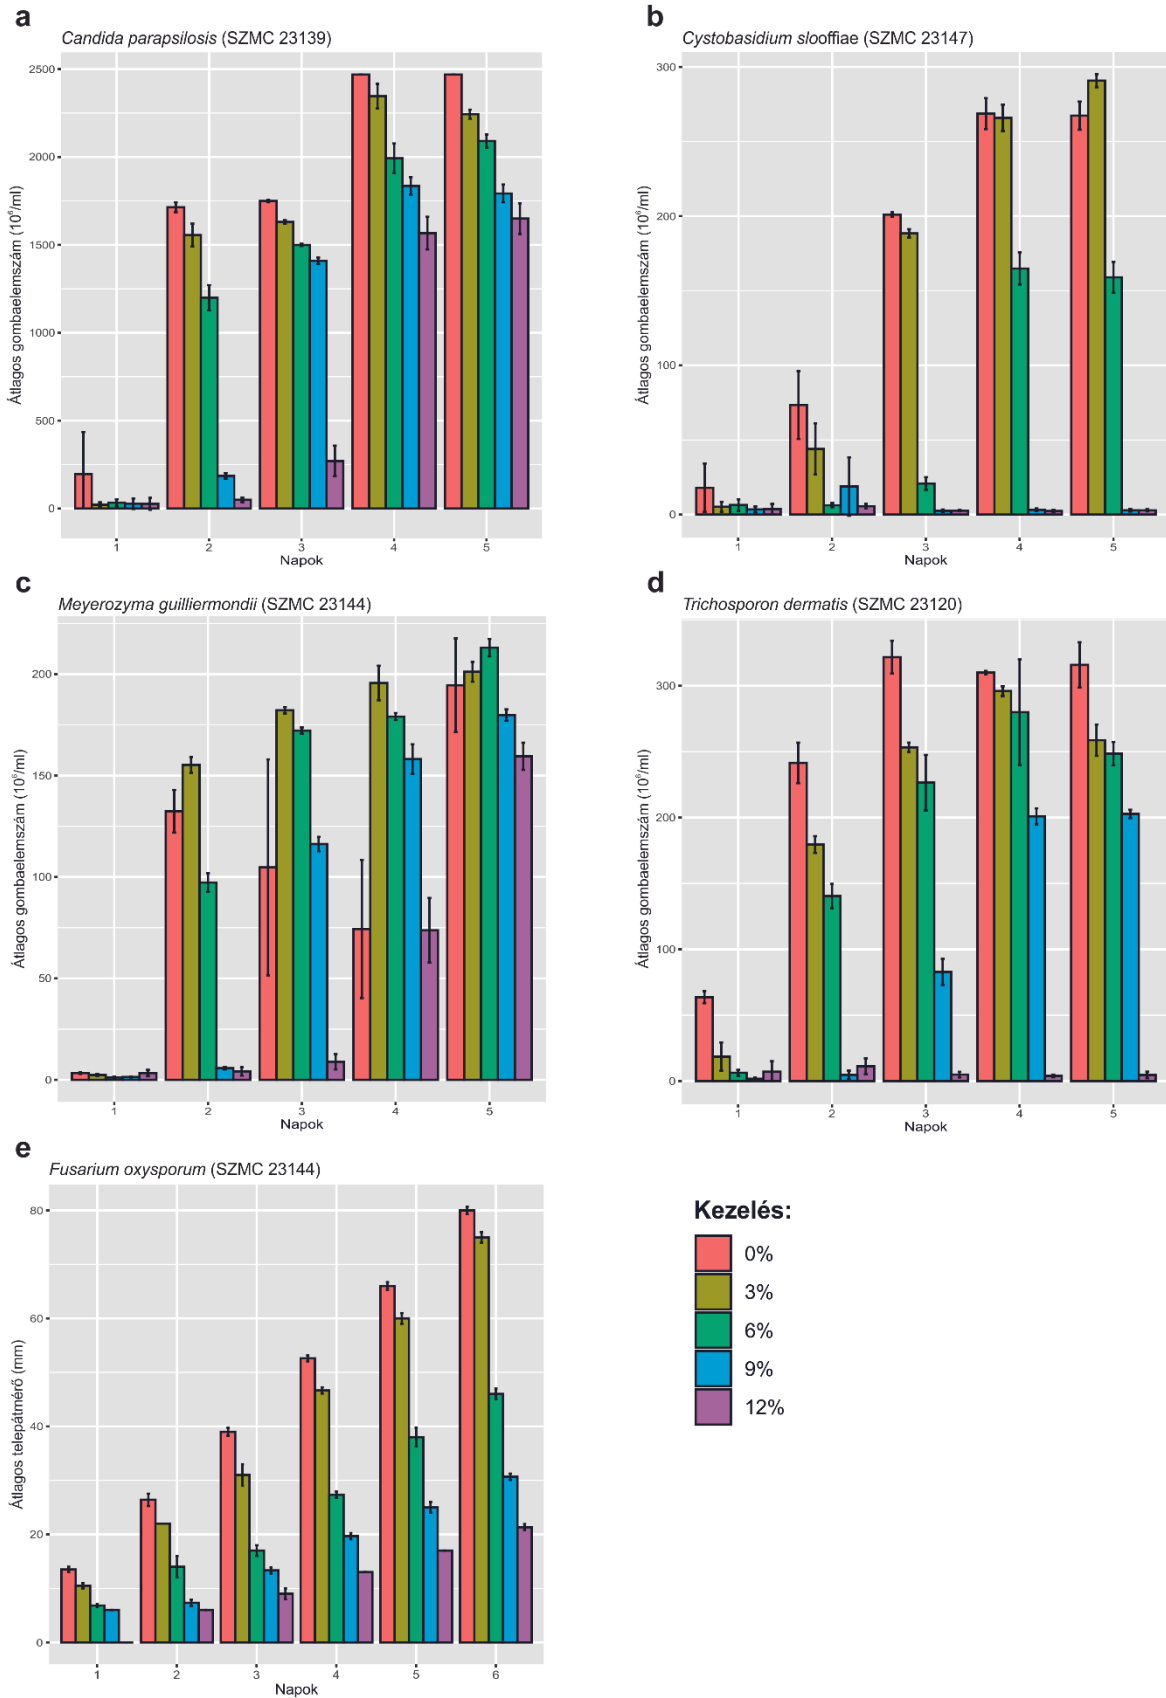 a
Candida parapsilosis (SZMC 23139)
Átlagos gombaelemszám (10⁶/ml)
2500
2000
1500
1000
500
0
1 2 3 4 5
Napok
b
Cystobasidium slooffiae (SZMC 23147)
Átlagos gombaelemszám (10⁶/ml)
300
200
100
0
1 2 3 4 5
Napok
c
Meyerozyma guilliermondii (SZMC 23144)
Átlagos gombaelemszám (10⁶/ml)
200
150
100
50
0
1 2 3 4 5
Napok
d
Trichosporon dermatis (SZMC 23120)
Átlagos gombaelemszám (10⁶/ml)
300
200
100
0
1 2 3 4 5
Napok
e
Fusarium oxysporum (SZMC 23144)
Átlagos telepátmérő (mm)
80
60
40
20
0
1 2 3 4 5 6
Napok
Kezelés:
0%
3%
6%
9%
12%